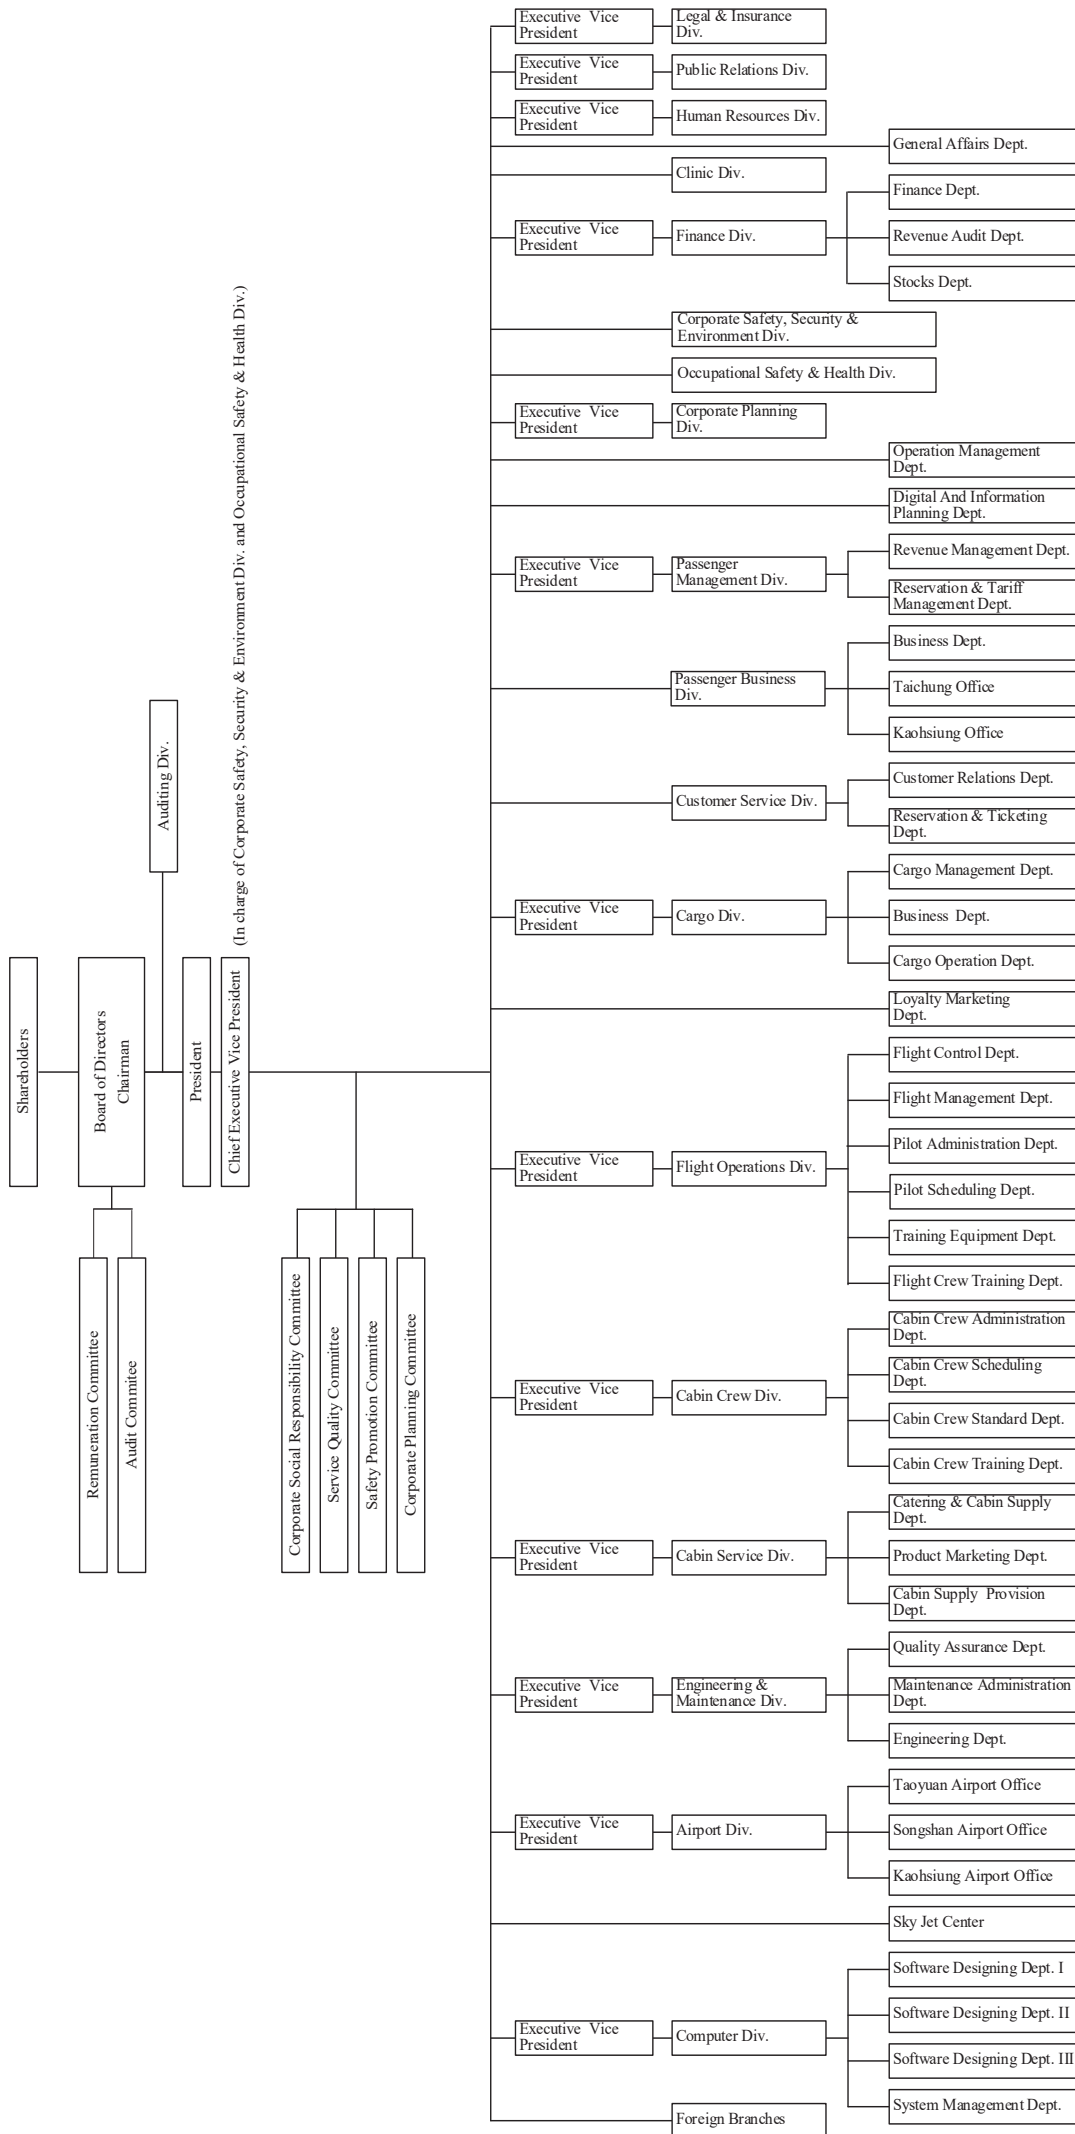 Shareholders
Board of Directors
Chairman
Auditing Div.
President
Chief Executive Vice President
(In charge of Corporate Safety, Security & Environment Div. and Occupational Safety & Health Div.)
Remuneration Committee
Audit Commitee
Corporate Social Responsibility Committee
Service Quality Committee
Safety Promotion Committee
Corporate Planning Committee
Executive Vice
President
Legal & Insurance
Div.
Executive Vice
President
Public Relations Div.
Executive Vice
President
Human Resources Div.
General Affairs Dept.
Clinic Div.
Executive Vice
President
Finance Div.
Finance Dept.
Revenue Audit Dept.
Stocks Dept.
Corporate Safety, Security &
Environment Div.
Occupational Safety & Health Div.
Executive Vice
President
Corporate Planning
Div.
Operation Management
Dept.
Digital And Information
Planning Dept.
Executive Vice
President
Passenger
Management Div.
Revenue Management Dept.
Reservation & Tariff
Management Dept.
Passenger Business
Div.
Business Dept.
Taichung Office
Kaohsiung Office
Customer Service Div.
Customer Relations Dept.
Reservation & Ticketing
Dept.
Executive Vice
President
Cargo Div.
Cargo Management Dept.
Business Dept.
Cargo Operation Dept.
Loyalty Marketing
Dept.
Executive Vice
President
Flight Operations Div.
Flight Control Dept.
Flight Management Dept.
Pilot Administration Dept.
Pilot Scheduling Dept.
Training Equipment Dept.
Flight Crew Training Dept.
Executive Vice
President
Cabin Crew Div.
Cabin Crew Administration
Dept.
Cabin Crew Scheduling
Dept.
Cabin Crew Standard Dept.
Cabin Crew Training Dept.
Executive Vice
President
Cabin Service Div.
Catering & Cabin Supply
Dept.
Product Marketing Dept.
Cabin Supply Provision
Dept.
Executive Vice
President
Engineering &
Maintenance Div.
Quality Assurance Dept.
Maintenance Administration
Dept.
Engineering Dept.
Executive Vice
President
Airport Div.
Taoyuan Airport Office
Songshan Airport Office
Kaohsiung Airport Office
Sky Jet Center
Executive Vice
President
Computer Div.
Software Designing Dept. I
Software Designing Dept. II
Software Designing Dept. III
System Management Dept.
Foreign Branches